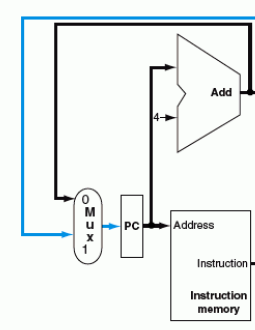 Add
4
0
M
u
x
1
PC
Address
Instruction
Instruction
memory